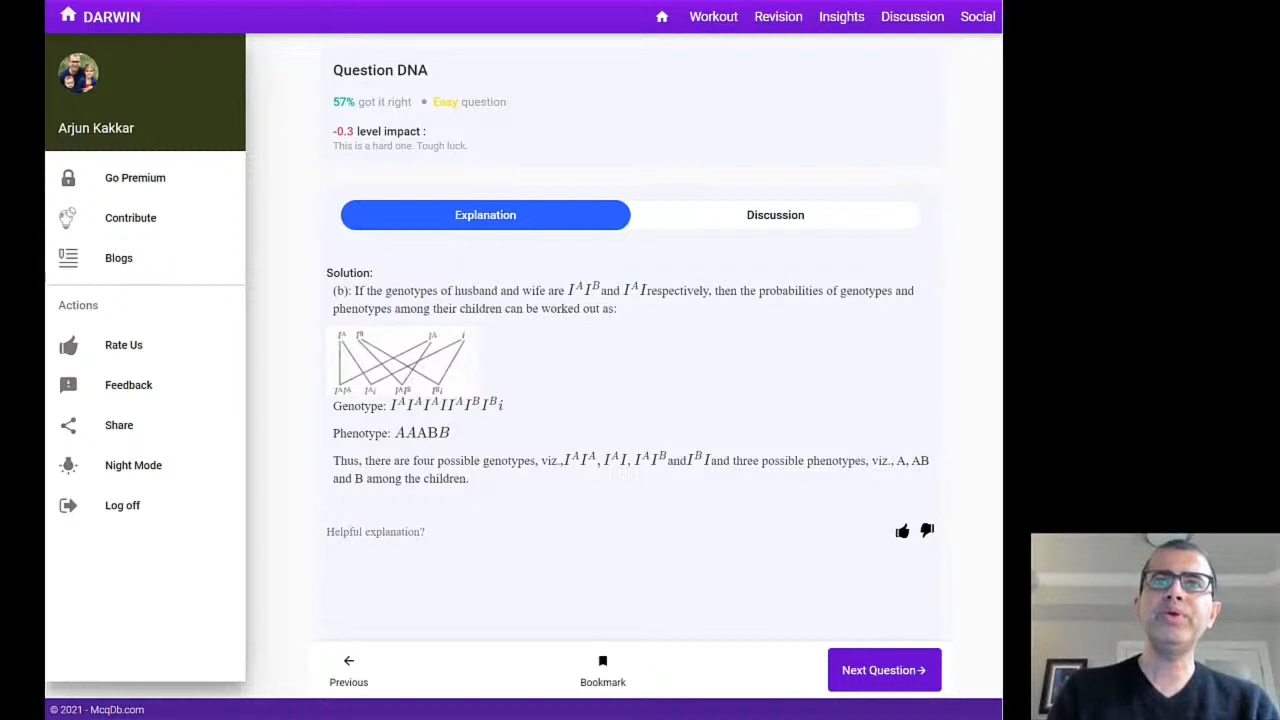 DARWIN
Workout Revision Insights Discussion Social
Arjun Kakkar
Go Premium
Contribute
Blogs
Actions
Rate Us
Feedback
Share
Night Mode
Log off
Question DNA
57% got it right • Easy question
-0.3 level impact :
This is a hard one. Tough luck.
Explanation Discussion
Solution:
(b): If the genotypes of husband and wife are I^A I^B and I^A I respectively, then the probabilities of genotypes and
phenotypes among their children can be worked out as:
I^A I^B I^A i
I^A I^A I^A i I^A I^B I^B i
Genotype: I^A I^A I^A I I^A I^B I^B i
Phenotype: AAABB
Thus, there are four possible genotypes, viz., I^A I^A, I^A I, I^A I^B and I^B I and three possible phenotypes, viz., A, AB
and B among the children.
Helpful explanation?
Previous Bookmark Next Question→
© 2021 - McqDb.com